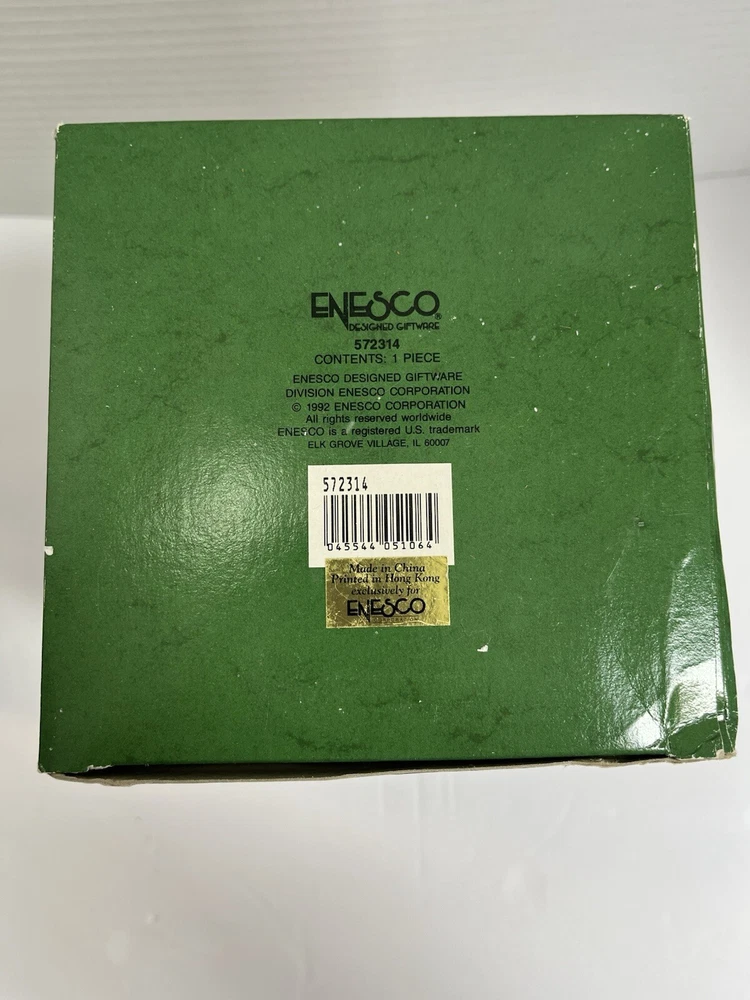 ENESCO®
DESIGNED GIFTWARE
572314
CONTENTS: 1 PIECE
ENESCO DESIGNED GIFTWARE
DIVISION ENESCO CORPORATION
© 1992 ENESCO CORPORATION
All rights reserved worldwide
ENESCO is a registered U.S. trademark
ELK GROVE VILLAGE, IL 60007
572314
045544 051064
Made in China
Printed in Hong Kong
exclusively for
ENESCO
CORPORATION